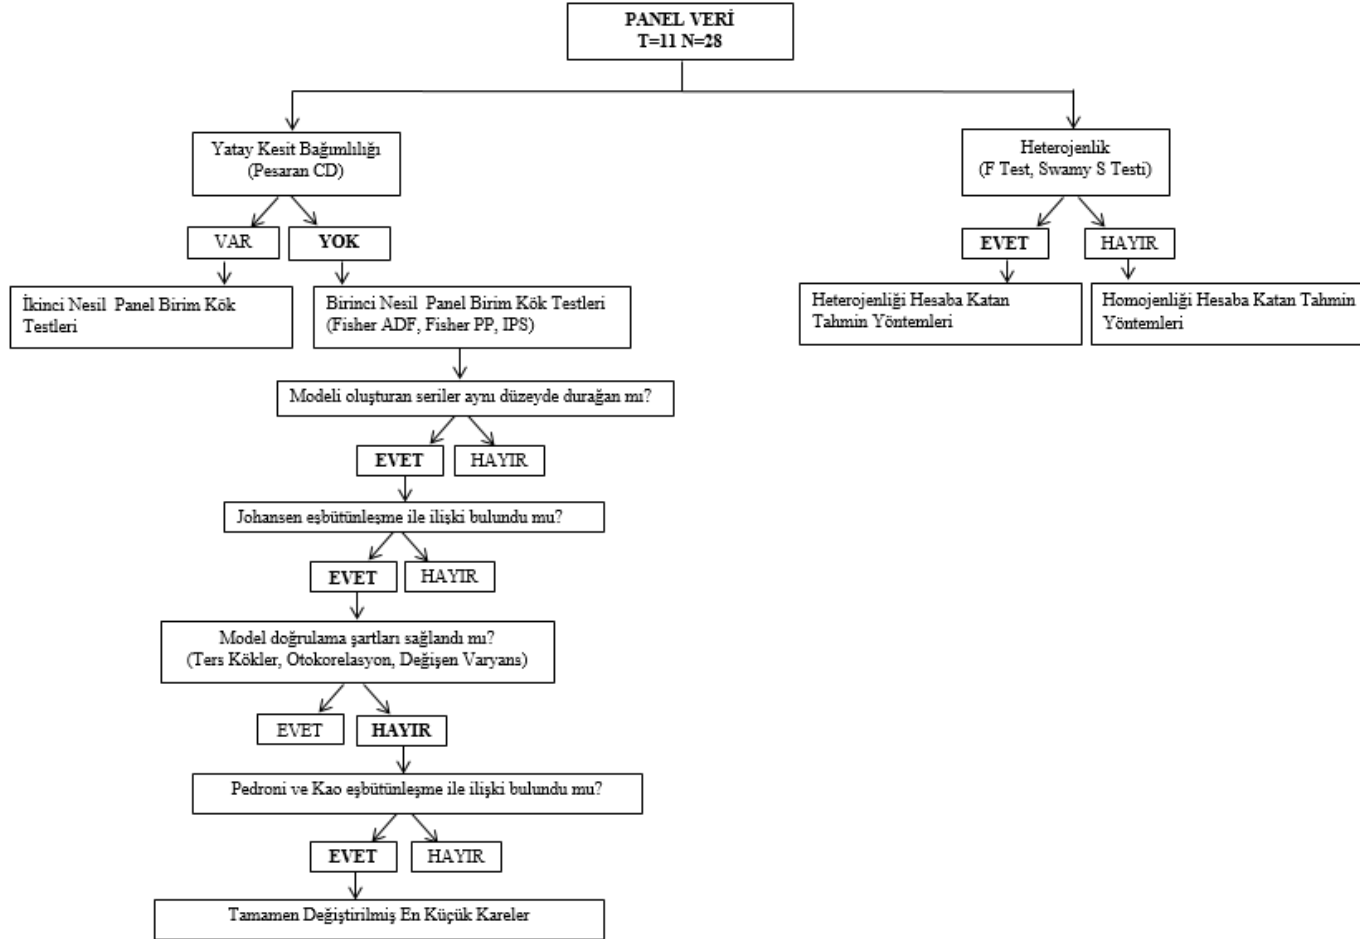 PANEL VERİ
T=11 N=28
Yatay Kesit Bağımlılığı
(Pesaran CD)
Heterojenlik
(F Test, Swamy S Testi)
VAR
YOK
EVET
HAYIR
İkinci Nesil Panel Birim Kök
Testleri
Birinci Nesil Panel Birim Kök Testleri
(Fisher ADF, Fisher PP, IPS)
Heterojenliği Hesaba Katan
Tahmin Yöntemleri
Homojenliği Hesaba Katan Tahmin
Yöntemleri
Modeli oluşturan seriler aynı düzeyde durağan mı?
EVET
HAYIR
Johansen eşbütünleşme ile ilişki bulundu mu?
EVET
HAYIR
Model doğrulama şartları sağlandı mı?
(Ters Kökler, Otokorelasyon, Değişen Varyans)
EVET
HAYIR
Pedroni ve Kao eşbütünleşme ile ilişki bulundu mu?
EVET
HAYIR
Tamamen Değiştirilmiş En Küçük Kareler